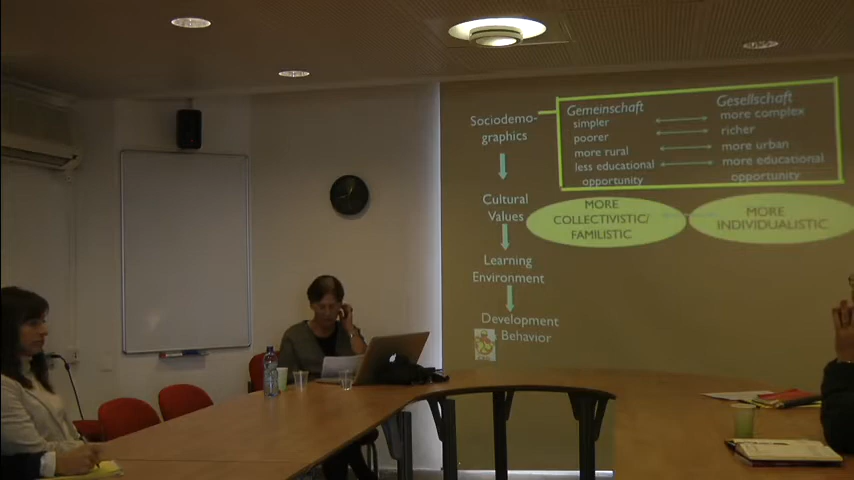 Sociodemo-
graphics
Cultural
Values
Learning
Environment
Development
Behavior
Gemeinschaft
simpler
poorer
more rural
less educational
opportunity
Gesellschaft
more complex
richer
more urban
more educational
opportunity
MORE
COLLECTIVISTIC/
FAMILISTIC
MORE
INDIVIDUALISTIC